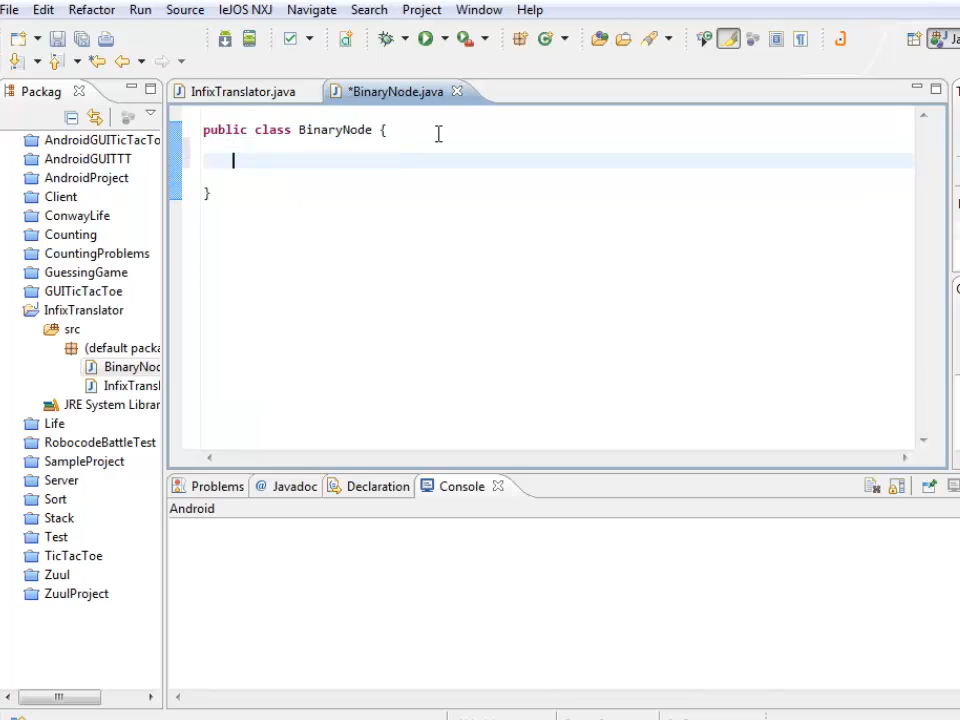 File Edit Refactor Run Source leJOS NXJ Navigate Search Project Window Help
Packag
InfixTranslator.java
*BinaryNode.java
AndroidGUITicTacTo
AndroidGUITTT
AndroidProject
Client
ConwayLife
Counting
CountingProblems
GuessingGame
GUITicTacToe
InfixTranslator
src
(default packa
BinaryNod
InfixTransl
JRE System Librar
Life
RobocodeBattleTest
SampleProject
Server
Sort
Stack
Test
TicTacToe
Zuul
ZuulProject
public class BinaryNode {
}
Problems @ Javadoc Declaration Console
Android